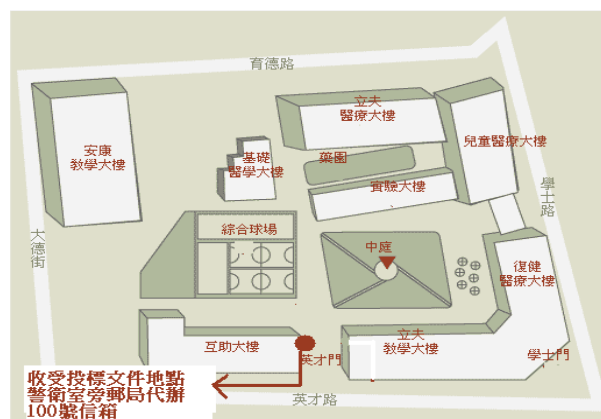 育德路
立夫
醫療大樓
兒童醫療大樓
安康
教學大樓
基礎
醫學大樓
藥園
實驗大樓
學士路
大德街
綜合球場
中庭
復健
醫療大樓
互助大樓
英才門
立夫
教學大樓
學士門
收受投標文件地點
警衛室旁郵局代辦
100號信箱
英才路